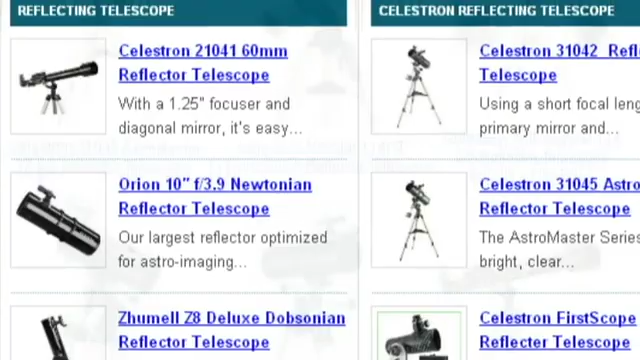 REFLECTING TELESCOPE
Celestron 21041 60mm
Reflector Telescope
With a 1.25" focuser and
diagonal mirror, it's easy...
Orion 10" f/3.9 Newtonian
Reflector Telescope
Our largest reflector optimized
for astro-imaging...
Zhumell Z8 Deluxe Dobsonian
Reflector Telescope
CELESTRON REFLECTING TELESCOPE
Celestron 31042 Refl
Telescope
Using a short focal leng
primary mirror and...
Celestron 31045 Astro
Reflector Telescope
The AstroMaster Series
bright, clear...
Celestron FirstScope
Reflecter Telescope